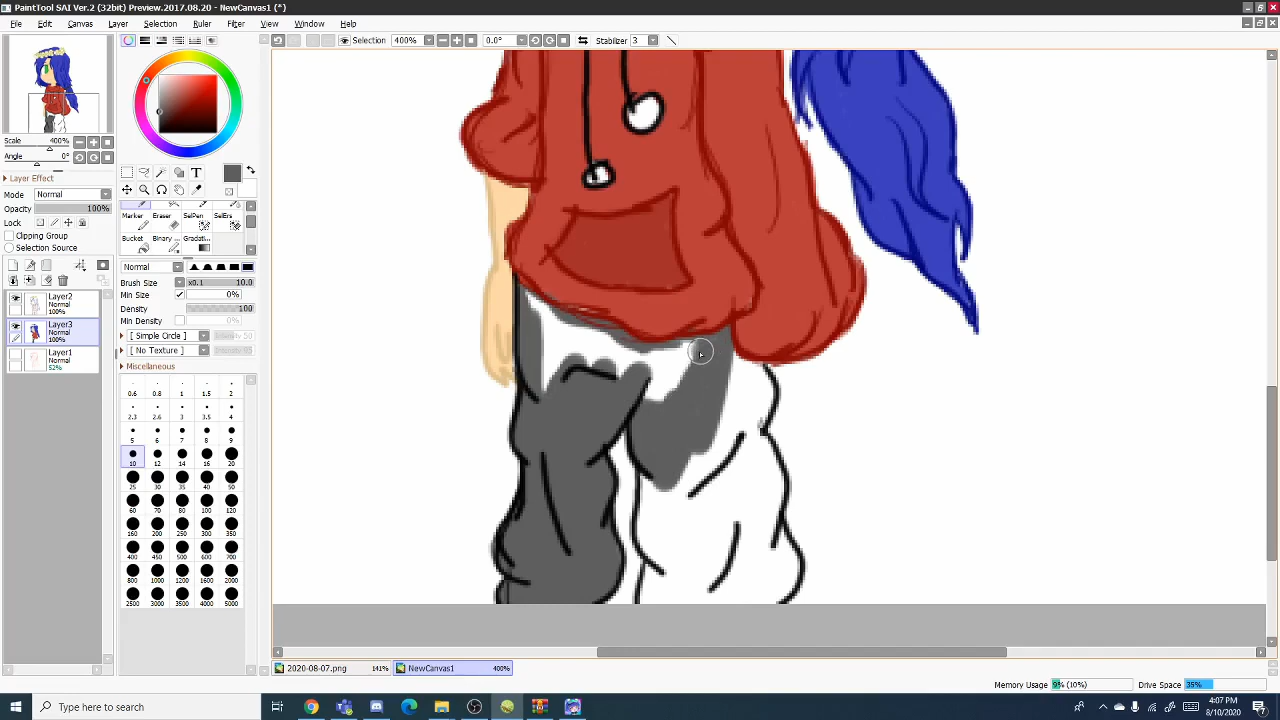 PaintTool SAI Ver.2 (32bit) Preview.2017.08.20 - NewCanvas1 (*)
File Edit Canvas Layer Selection Ruler Filter View Window Help
Selection 400% 0.0° Stabilizer 3
Scale 400%
Angle 0°
Layer Effect
Mode Normal
Opacity 100%
Lock
Clipping Group
Selection Source
Layer2
Normal
100%
Layer3
Normal
100%
Layer1
Normal
52%
T
Marker Eraser SelPen SelErs
Bucket Binary... Gradati...
Normal
Brush Size x0.1 10.0
Min Size 0%
Density 100
Min Density 0%
[ Simple Circle ] 50
[ No Texture ] 95
Miscellaneous
0.6 0.8 1 1.5 2
2.3 2.6 3 3.5 4
5 6 7 8 9
10 12 14 16 20
25 30 35 40 50
60 70 80 100 120
160 200 250 300 350
400 450 500 600 700
800 1000 1200 1600 2000
2500 3000 3500 4000 5000
2020-08-07.png 141% NewCanvas1 400%
Memory Usage 9% (10%) Drive Space 35%
Type here to search
4:07 PM
8/10/2020